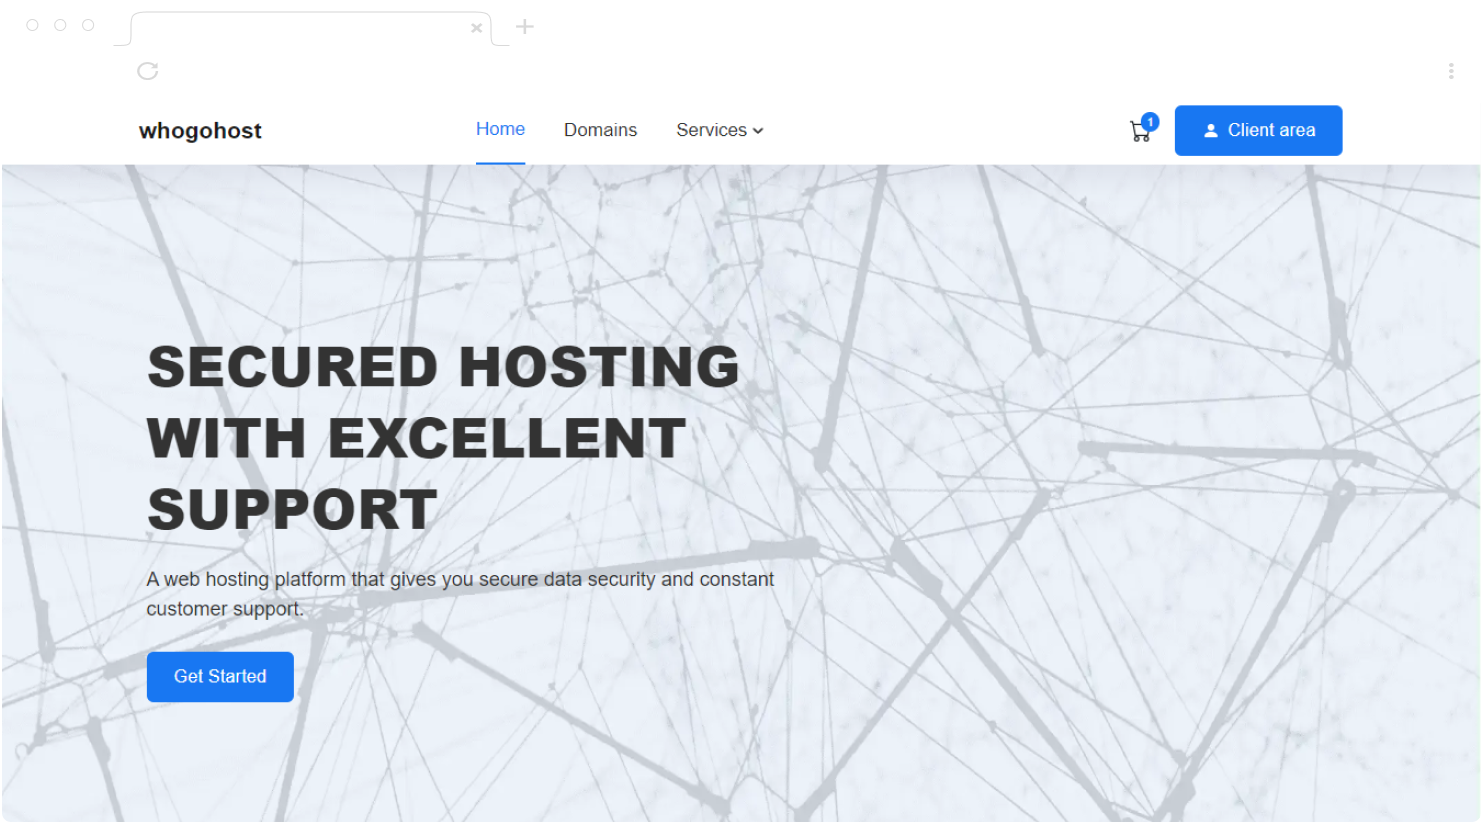 whogohost
Home
Domains
Services
1
Client area
SECURED HOSTING
WITH EXCELLENT
SUPPORT
A web hosting platform that gives you secure data security and constant
customer support.
Get Started